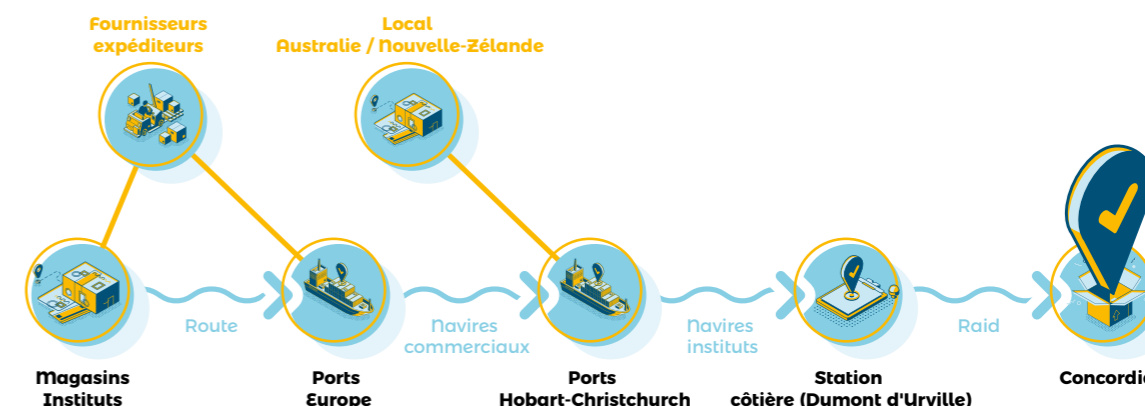 Fournisseurs
expéditeurs
Local
Australie / Nouvelle-Zélande
Route
Navires
commerciaux
Navires
instituts
Raid
Magasins
Instituts
Ports
Europe
Ports
Hobart-Christchurch
Station
côtière (Dumont d'Urville)
Concordia